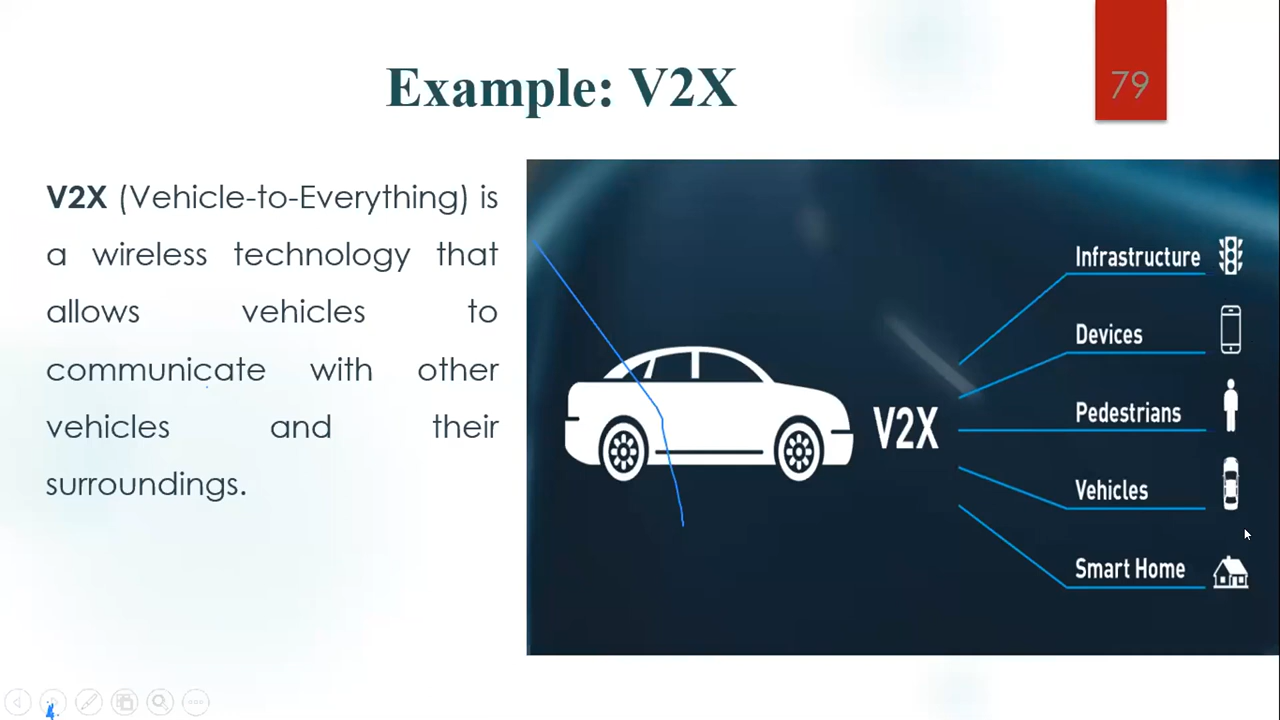 Example: V2X
79
V2X (Vehicle-to-Everything) is
a wireless technology that
allows vehicles to
communicate with other
vehicles and their
surroundings.
V2X
Infrastructure
Devices
Pedestrians
Vehicles
Smart Home